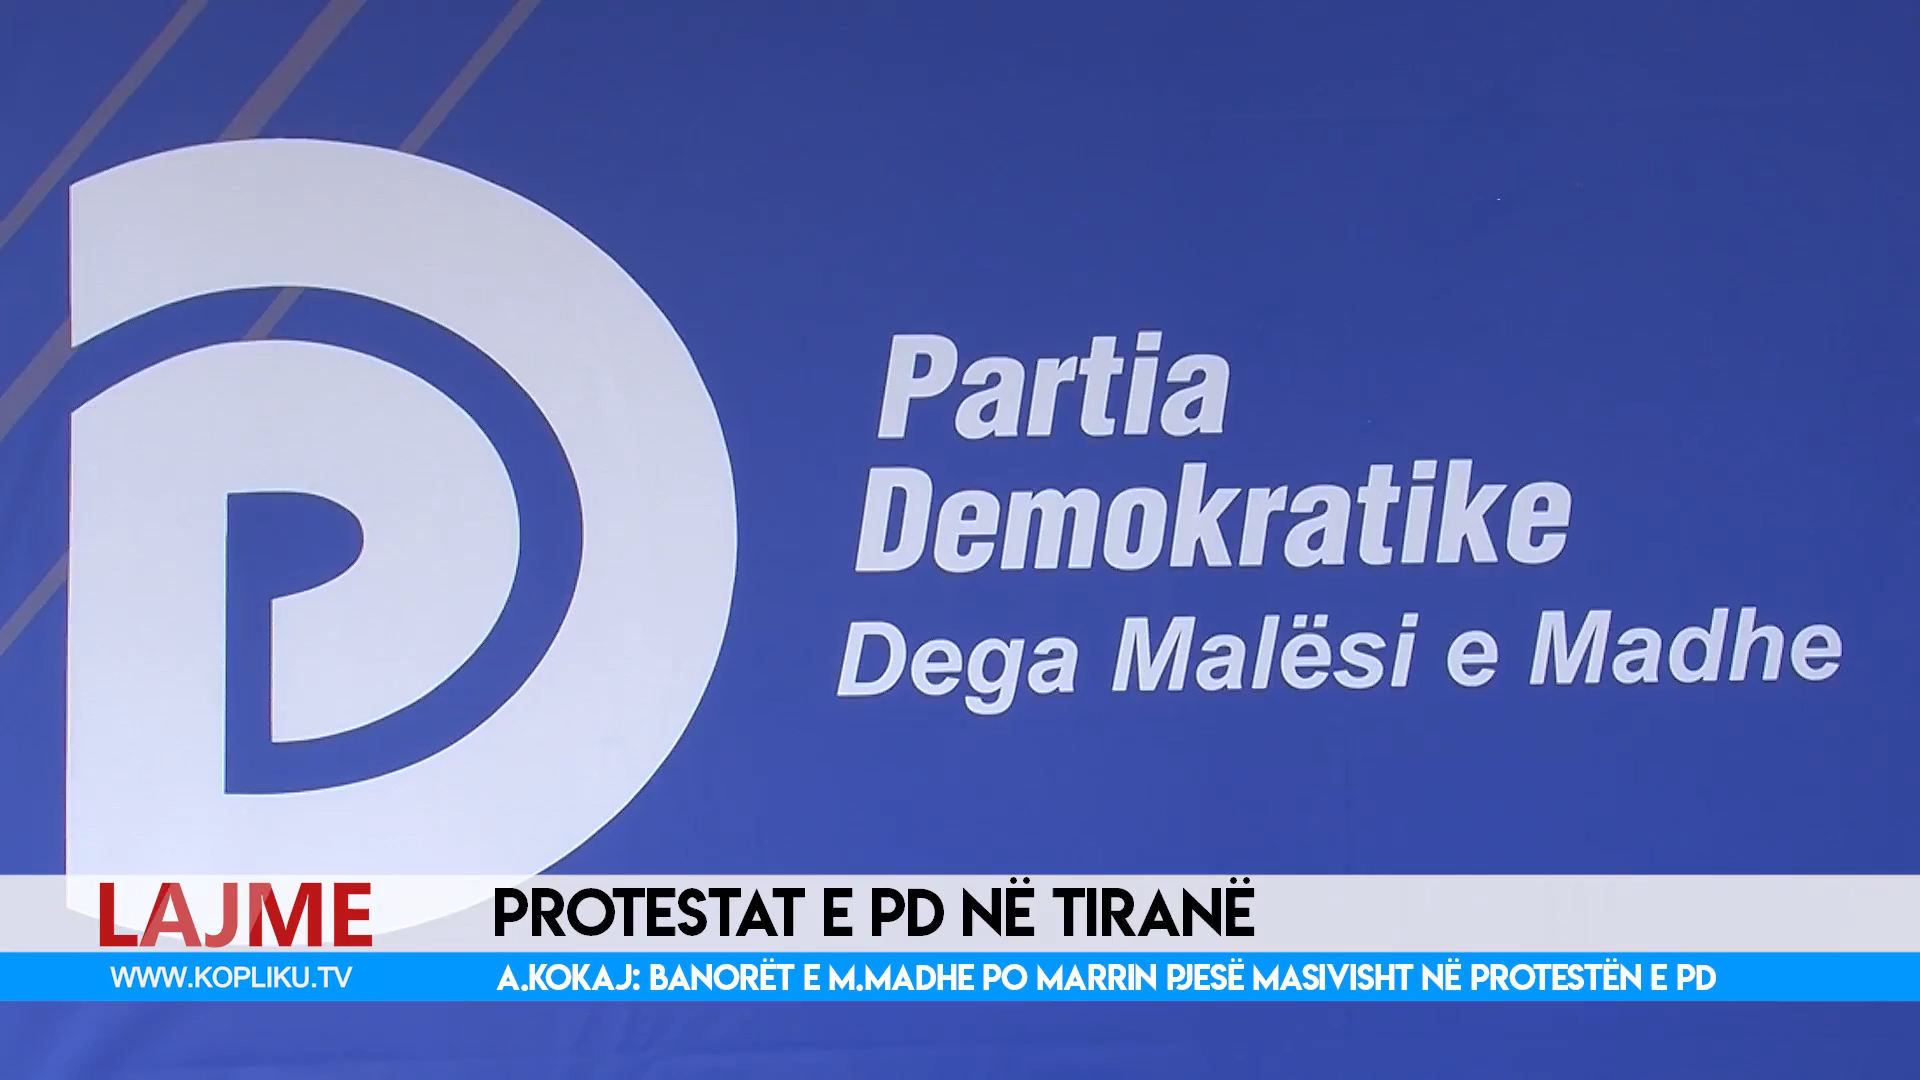 Partia
Demokratike
Dega Malësi e Madhe
LAJME
PROTESTAT E PD NË TIRANË
WWW.KOPLIKU.TV
A.KOKAJ: BANORËT E M.MADHE PO MARRIN PJESË MASIVISHT NË PROTESTËN E PD